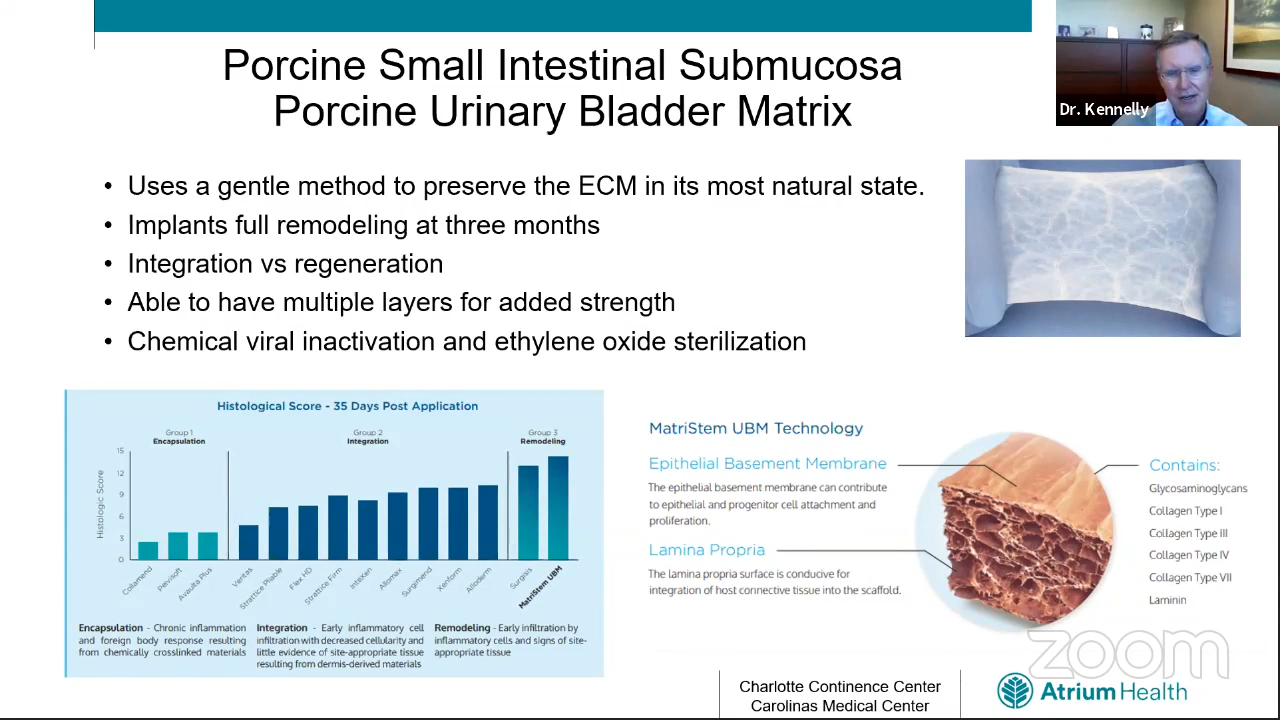 Porcine Small Intestinal Submucosa
Porcine Urinary Bladder Matrix
Dr. Kennelly
• Uses a gentle method to preserve the ECM in its most natural state.
• Implants full remodeling at three months
• Integration vs regeneration
• Able to have multiple layers for added strength
• Chemical viral inactivation and ethylene oxide sterilization
Histological Score - 35 Days Post Application
Group 1
Encapsulation
Group 2
Integration
Group 3
Remodeling
Histologic Score
15
12
9
6
3
0
Collamend
Pevisoft
Avaulta Plus
Veritas
Strattice Pliable
Flex HD
Strattice Firm
Intexen
Allomax
Surgimend
Xenform
Alloderm
Surgisis
MatriStem UBM
Encapsulation - Chronic inflammation
and foreign body response resulting
from chemically crosslinked materials
Integration - Early inflammatory cell
infiltration with decreased cellularity and
little evidence of site-appropriate tissue
resulting from dermis-derived materials
Remodeling - Early infiltration by
inflammatory cells and signs of site-
appropriate tissue
MatriStem UBM Technology
Epithelial Basement Membrane
The epithelial basement membrane can contribute
to epithelial and progenitor cell attachment and
proliferation.
Lamina Propria
The lamina propria surface is conducive for
integration of host connective tissue into the scaffold.
Contains:
Glycosaminoglycans
Collagen Type I
Collagen Type III
Collagen Type IV
Collagen Type VII
Laminin
zoom
Charlotte Continence Center
Carolinas Medical Center
Atrium Health